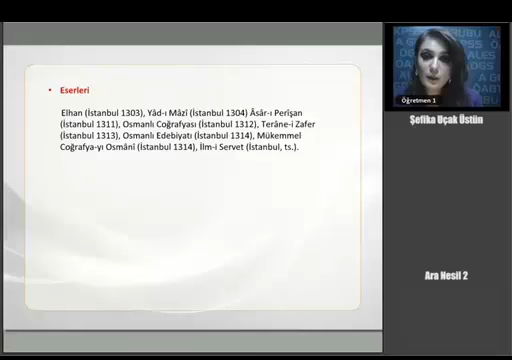 • Eserleri
Elhan (İstanbul 1303), Yâd-ı Mâzî (İstanbul 1304) Âsâr-ı Perîşan
(İstanbul 1311), Osmanlı Coğrafyası (İstanbul 1312), Terâne-i Zafer
(İstanbul 1313), Osmanlı Edebiyatı (İstanbul 1314), Mükemmel
Coğrafya-yı Osmânî (İstanbul 1314), İlm-i Servet (İstanbul, ts.).
Öğretmen 1
Şefika Uçak Üstün
Ara Nesil 2